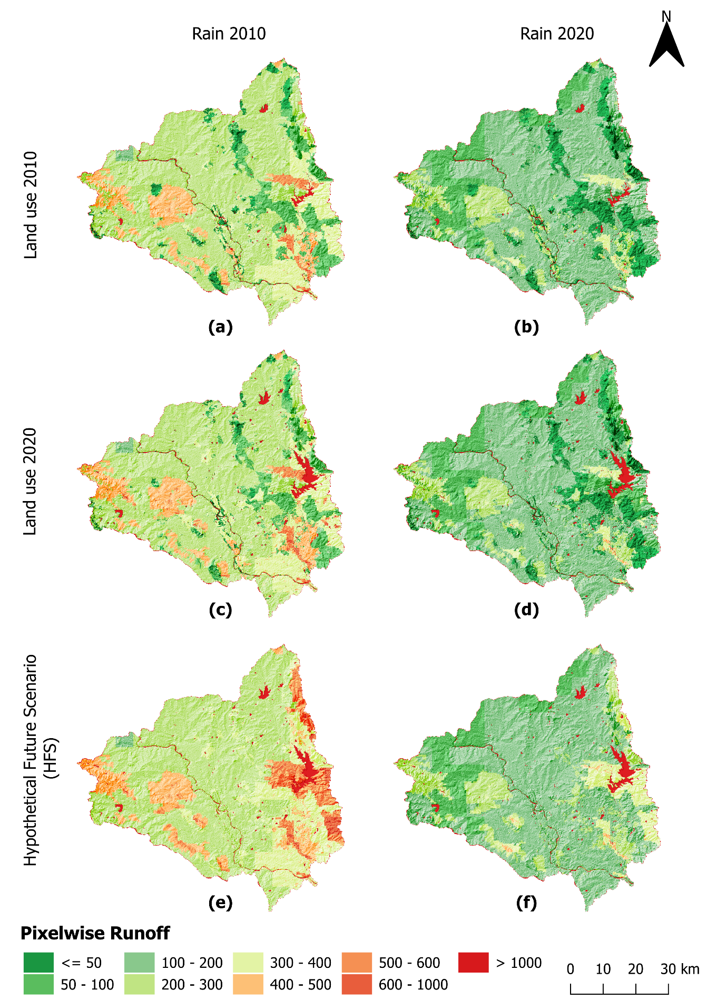 N
Rain 2010
Rain 2020
Land use 2010
(a)
(b)
Land use 2020
(c)
(d)
Hypothetical Future Scenario
(HFS)
(e)
(f)
Pixelwise Runoff
<= 50
100 - 200
300 - 400
500 - 600
> 1000
50 - 100
200 - 300
400 - 500
600 - 1000
0 10 20 30 km